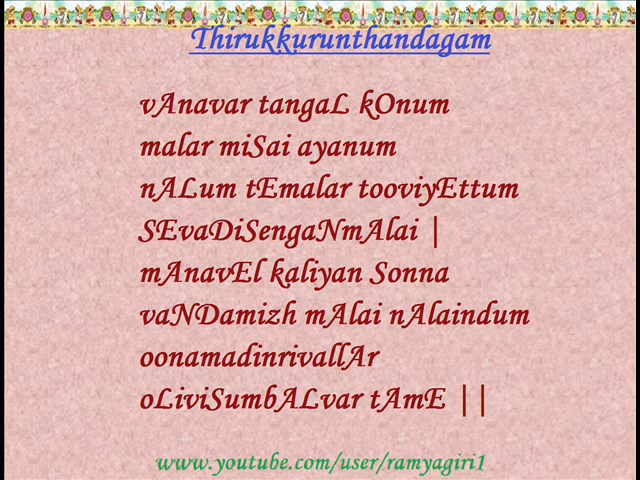 Thirukkurunthandagam
vAnavar tangaL kOnum
malar miSai ayanum
nALum tEmalar tooviyEttum
SEvaDiSengaNmAlai |
mAnavEl kaliyan Sonna
vaNDamizh mAlai nAlaindum
oonamadinrivallAr
oLiviSumbALvar tAmE ||
www.youtube.com/user/ramyagiri1